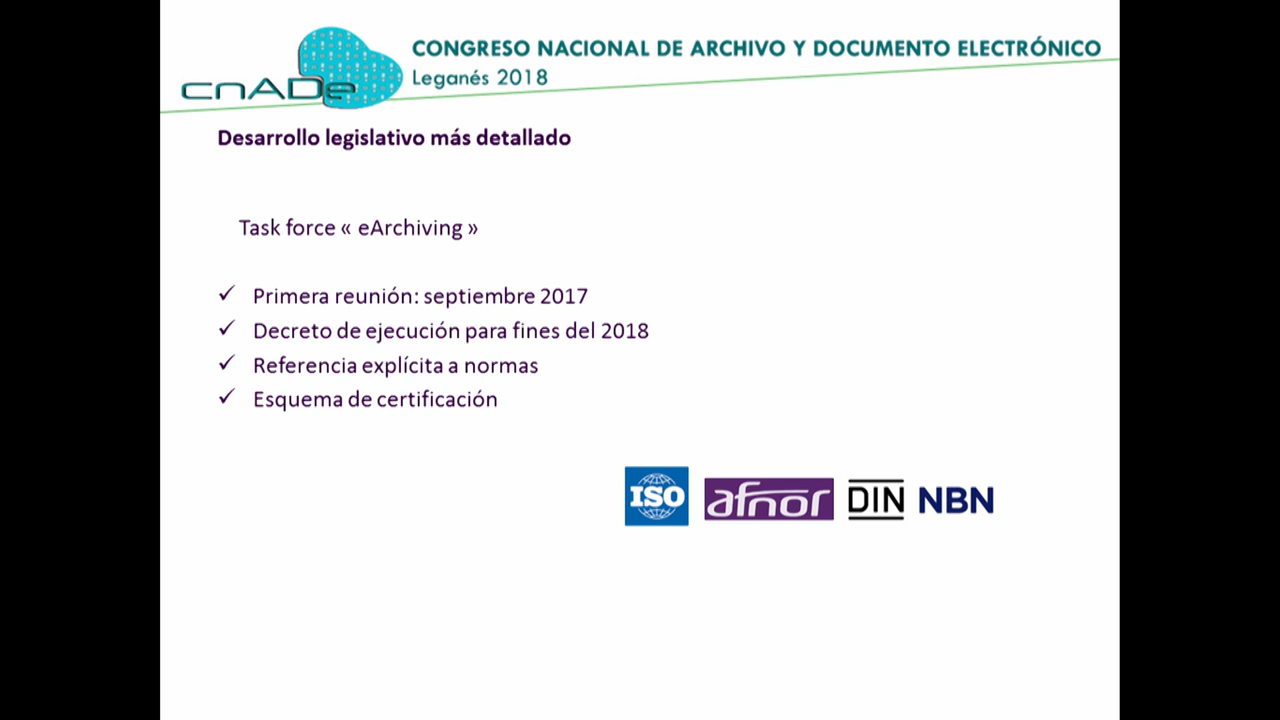 cnADe
CONGRESO NACIONAL DE ARCHIVO Y DOCUMENTO ELECTRÓNICO
Leganés 2018
Desarrollo legislativo más detallado
Task force « eArchiving »
✓ Primera reunión: septiembre 2017
✓ Decreto de ejecución para fines del 2018
✓ Referencia explícita a normas
✓ Esquema de certificación
ISO afnor DIN NBN